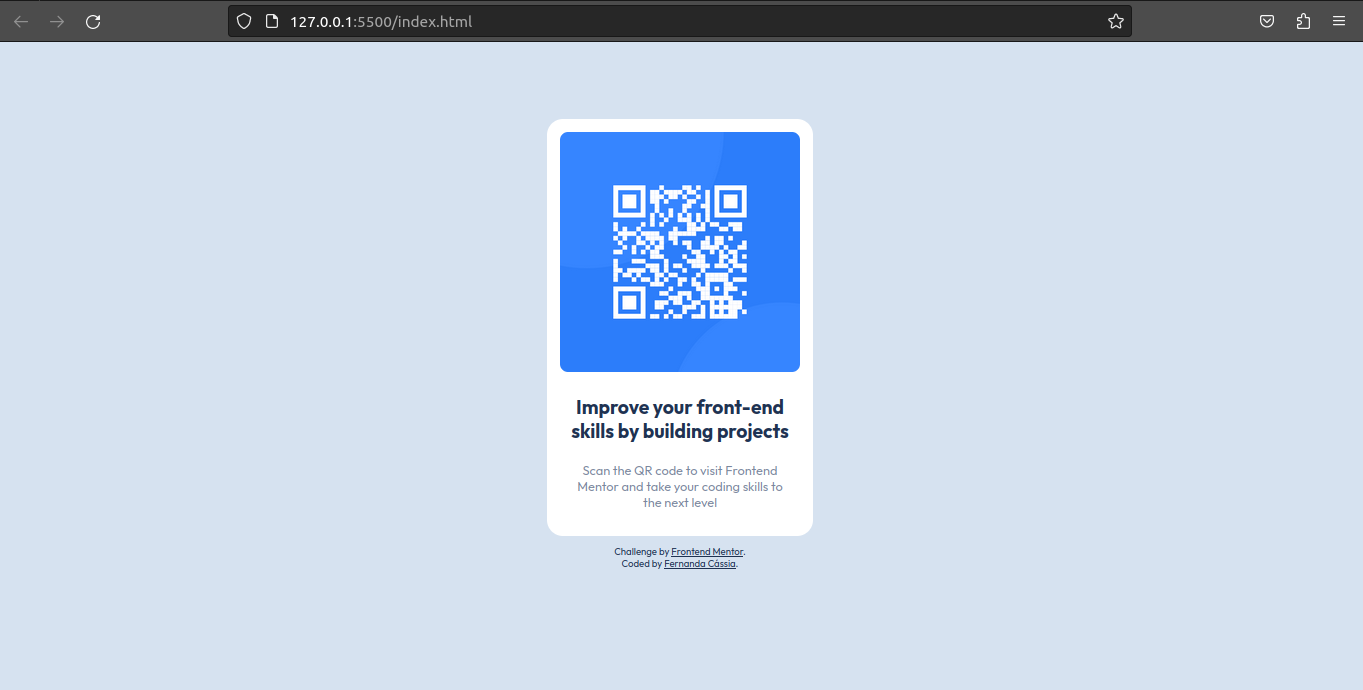 127.0.0.1:5500/index.html
Improve your front-end
skills by building projects
Scan the QR code to visit Frontend
Mentor and take your coding skills to
the next level
Challenge by Frontend Mentor.
Coded by Fernanda Cássia.